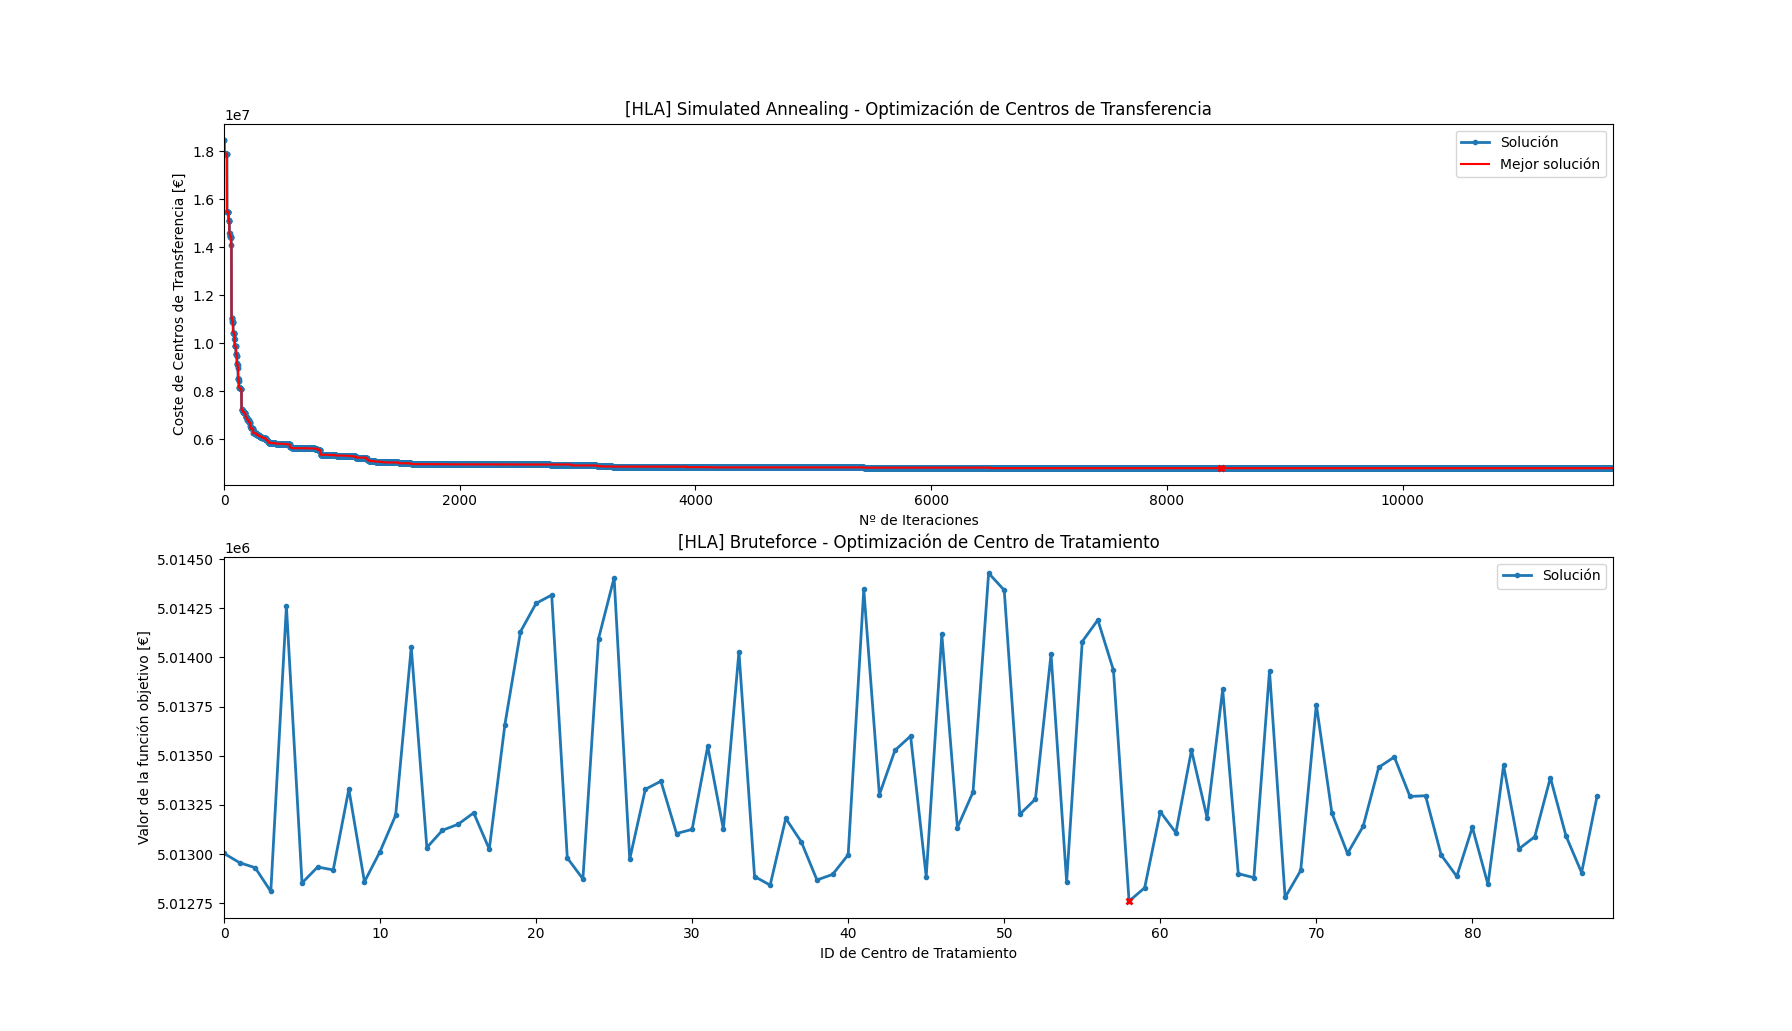 [HLA] Simulated Annealing - Optimización de Centros de Transferencia
1e7
1.8
1.6
1.4
1.2
1.0
0.8
0.6
Coste de Centros de Transferencia [€]
Solución
Mejor solución
0 2000 4000 6000 8000 10000
Nº de Iteraciones
[HLA] Bruteforce - Optimización de Centro de Tratamiento
1e6
5.01450
5.01425
5.01400
5.01375
5.01350
5.01325
5.01300
5.01275
Valor de la función objetivo [€]
Solución
0 10 20 30 40 50 60 70 80
ID de Centro de Tratamiento